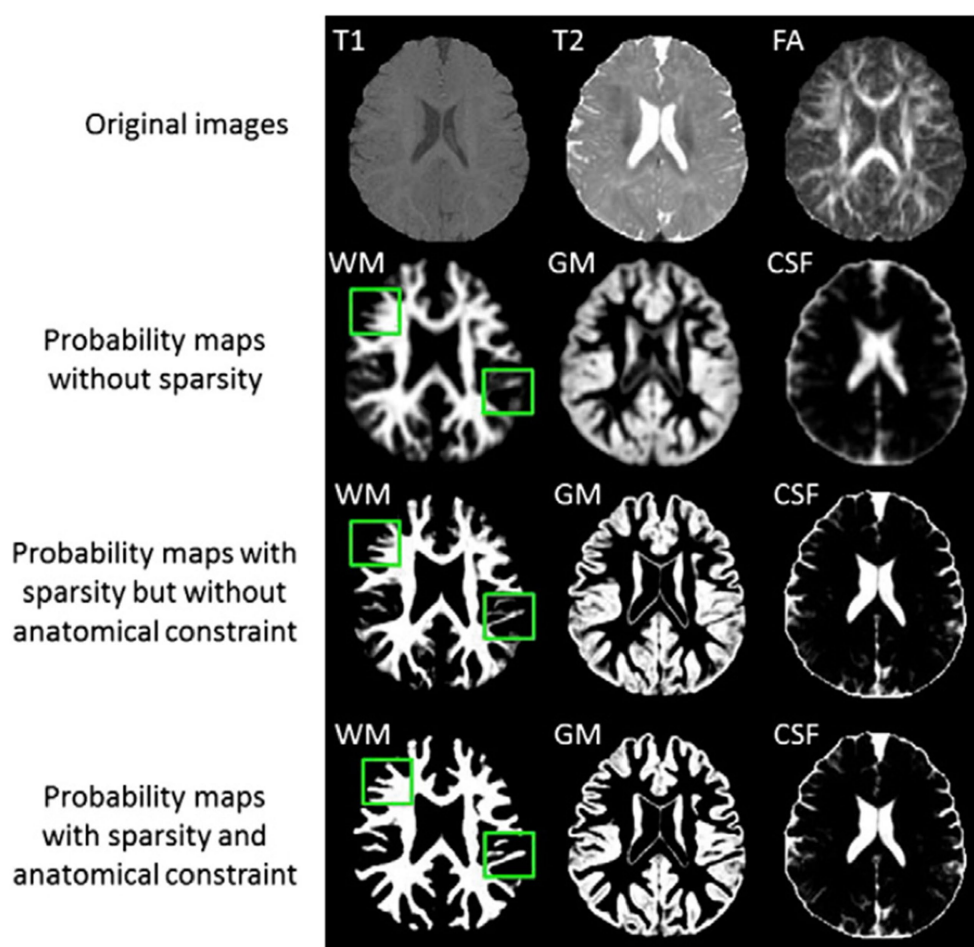 T1 T2 FA
Original images
WM GM CSF
Probability maps
without sparsity
WM GM CSF
Probability maps with
sparsity but without
anatomical constraint
WM GM CSF
Probability maps
with sparsity and
anatomical constraint